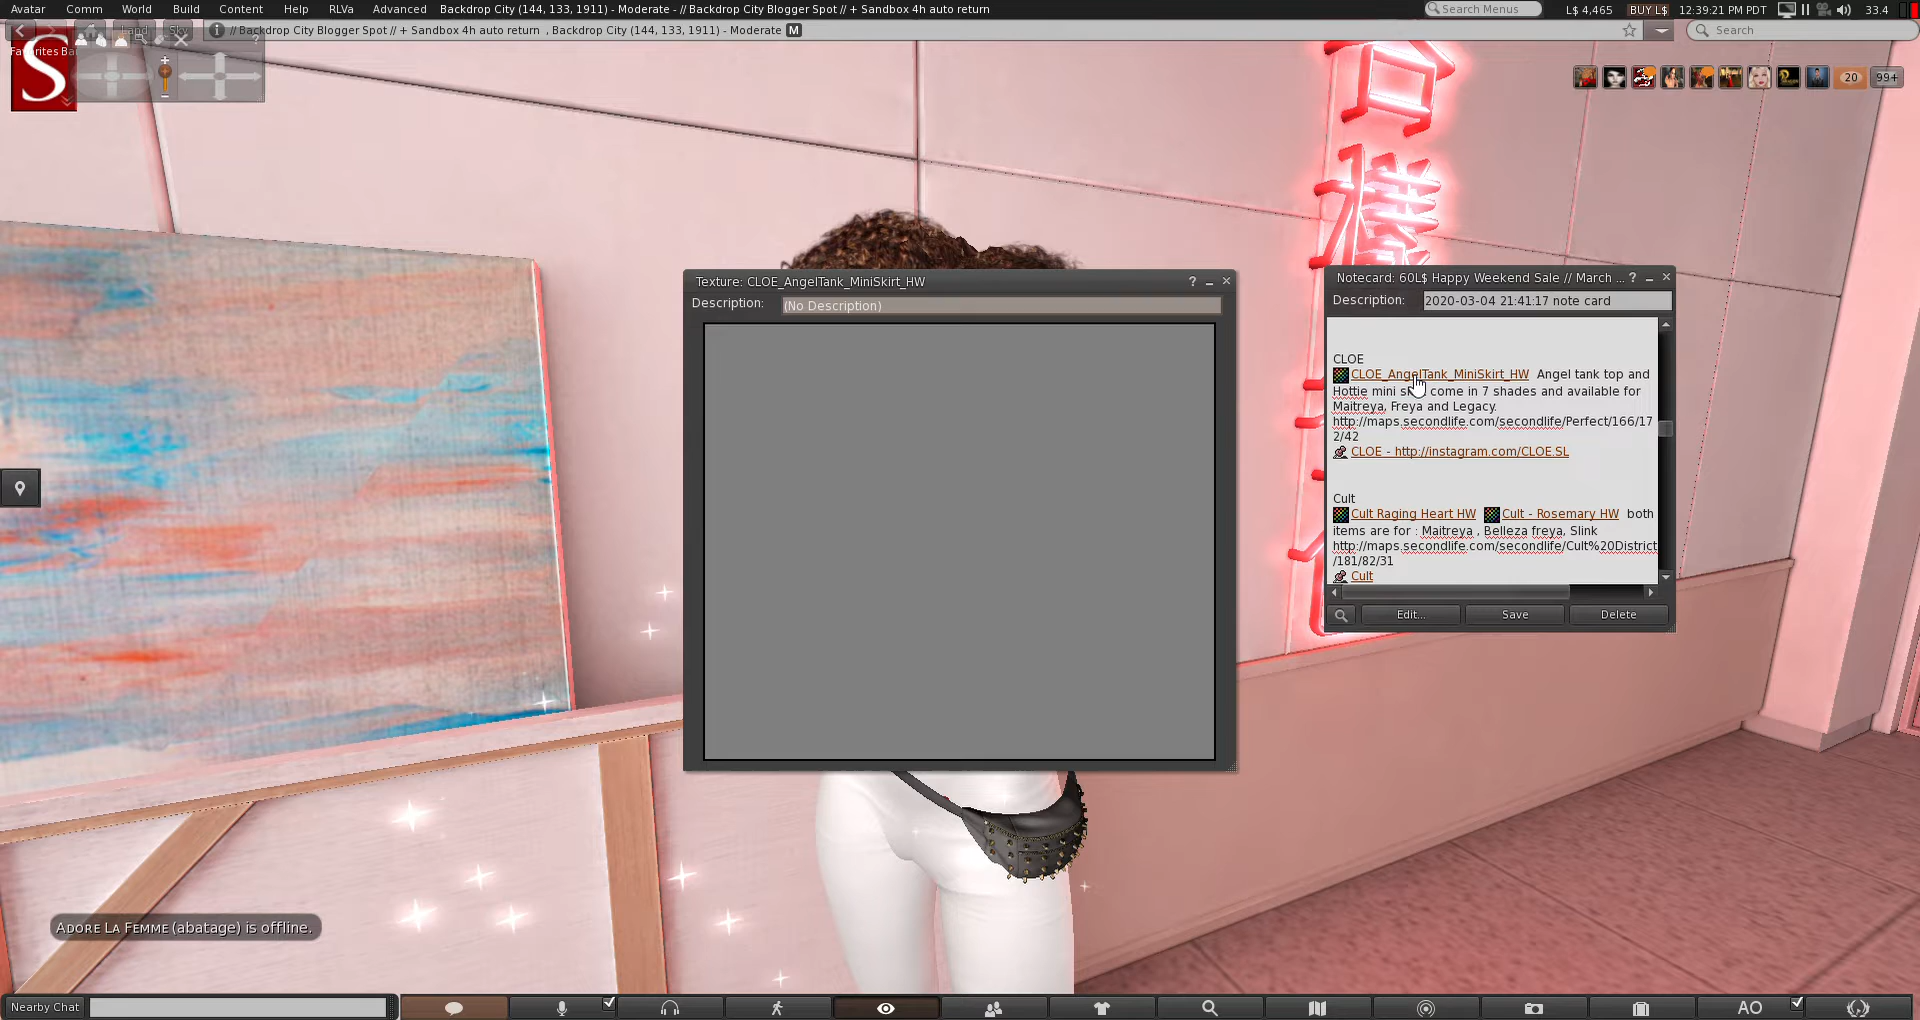 Avatar Comm World Build Content Help RLVa Advanced Backdrop City (144, 133, 1911) - Moderate - // Backdrop City Blogger Spot // + Sandbox 4h auto return Search Menus L$ 4,465 BUY L$ 12:39:21 PM PDT 33.4
Land Sky // Backdrop City Blogger Spot // + Sandbox 4h auto return , Backdrop City (144, 133, 1911) - Moderate M Search
Favorites Ba
S
20 99+
Texture: CLOE_AngelTank_MiniSkirt_HW
Description: (No Description)
Notecard: 60L$ Happy Weekend Sale // March ...
Description: 2020-03-04 21:41:17 note card
CLOE
CLOE_AngelTank_MiniSkirt_HW Angel tank top and
Hottie mini come in 7 shades and available for
Maitreya, Freya and Legacy.
http://maps.secondlife.com/secondlife/Perfect/166/17
2/42
CLOE - http://instagram.com/CLOE.SL
Cult
Cult Raging Heart HW Cult - Rosemary HW both
items are for : Maitreya , Belleza freya, Slink
http://maps.secondlife.com/secondlife/Cult%20District
/181/82/31
Cult
Edit... Save Delete
ADORE LA FEMME (abatage) is offline.
Nearby Chat
AO